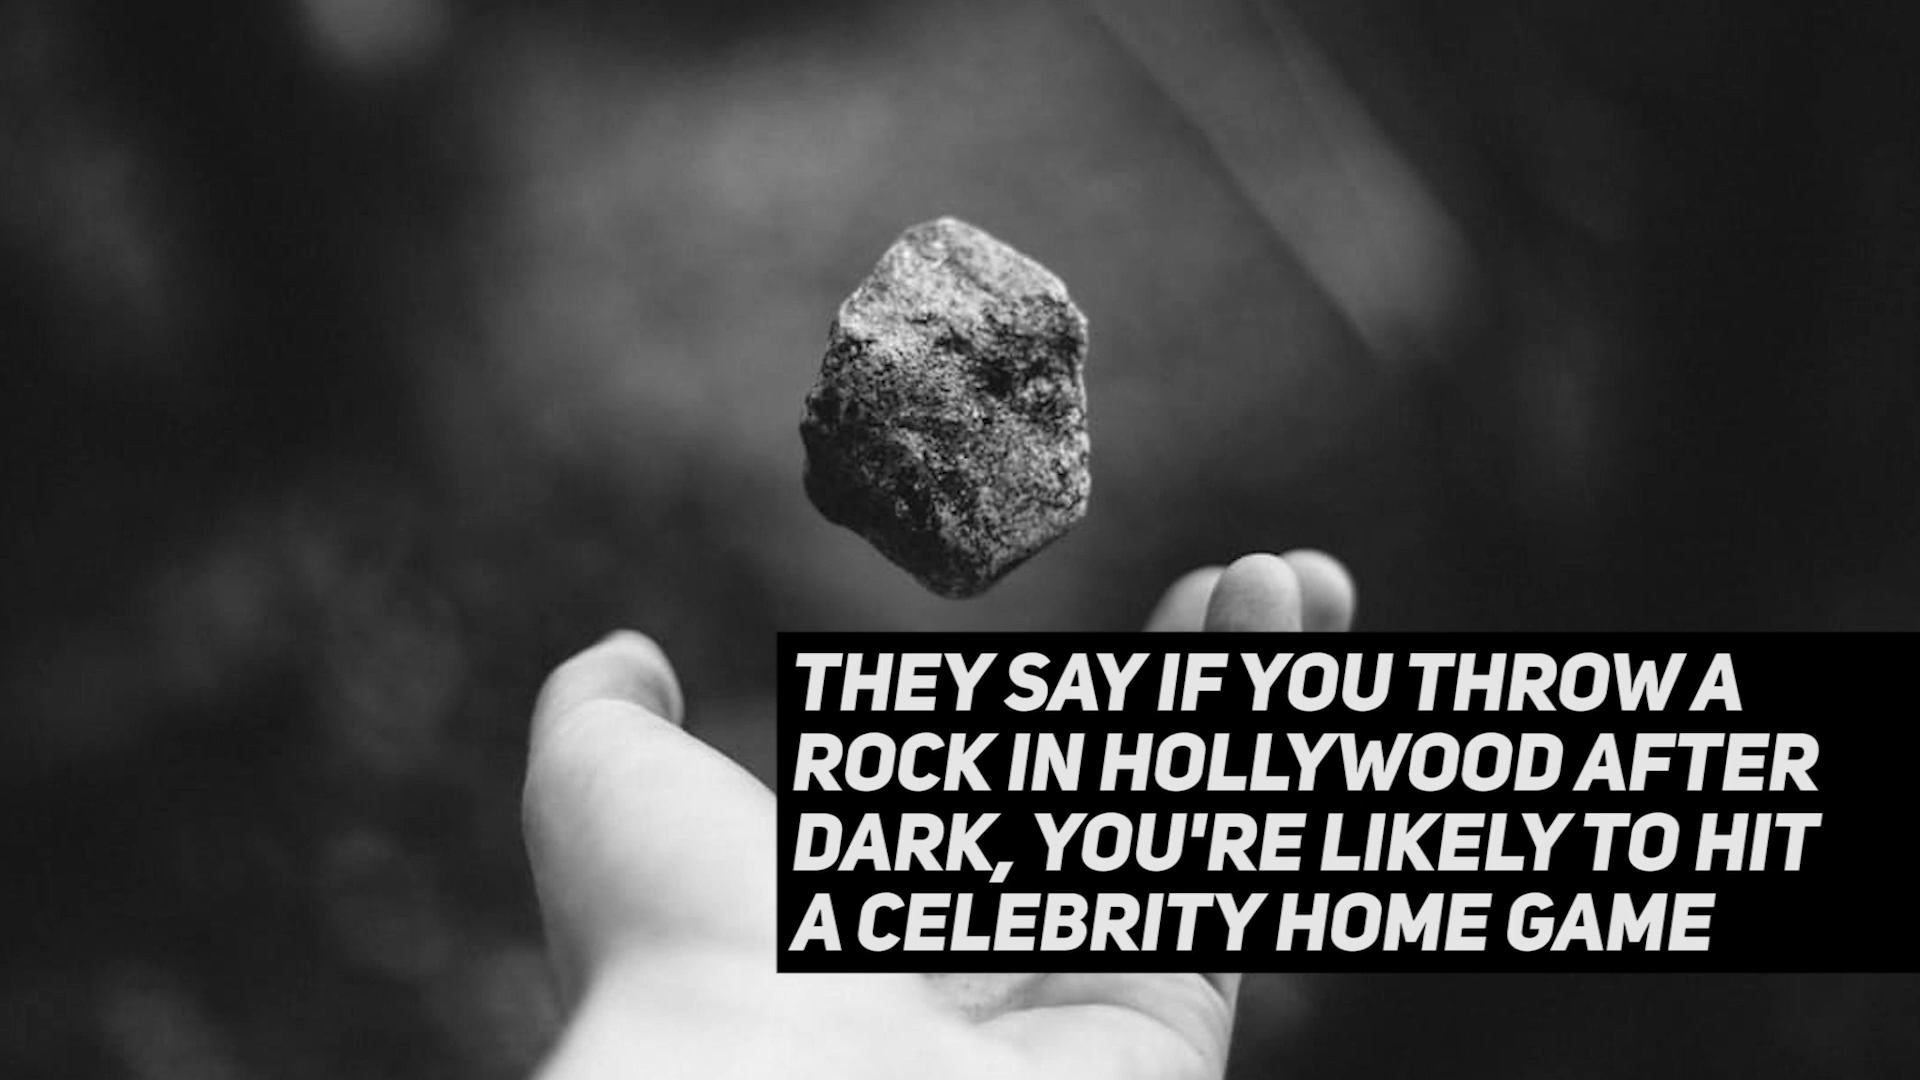 THEY SAY IF YOU THROW A
ROCK IN HOLLYWOOD AFTER
DARK, YOU'RE LIKELY TO HIT
A CELEBRITY HOME GAME